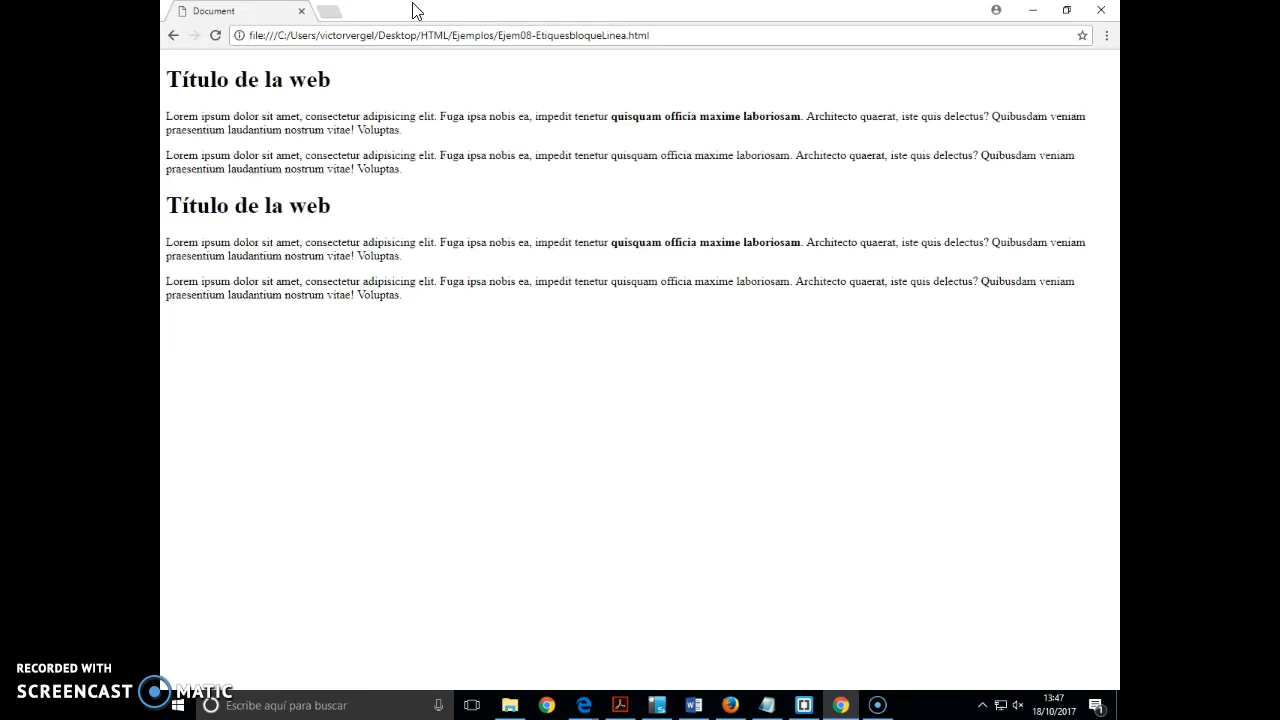 Document
file:///C:/Users/victorvergel/Desktop/HTML/Ejemplos/Ejem08-EtiquesbloqueLinea.html
Título de la web
Lorem ipsum dolor sit amet, consectetur adipisicing elit. Fuga ipsa nobis ea, impedit tenetur quisquam officia maxime laboriosam. Architecto quaerat, iste quis delectus? Quibusdam veniam
praesentium laudantium nostrum vitae! Voluptas.
Lorem ipsum dolor sit amet, consectetur adipisicing elit. Fuga ipsa nobis ea, impedit tenetur quisquam officia maxime laboriosam. Architecto quaerat, iste quis delectus? Quibusdam veniam
praesentium laudantium nostrum vitae! Voluptas.
Título de la web
Lorem ipsum dolor sit amet, consectetur adipisicing elit. Fuga ipsa nobis ea, impedit tenetur quisquam officia maxime laboriosam. Architecto quaerat, iste quis delectus? Quibusdam veniam
praesentium laudantium nostrum vitae! Voluptas.
Lorem ipsum dolor sit amet, consectetur adipisicing elit. Fuga ipsa nobis ea, impedit tenetur quisquam officia maxime laboriosam. Architecto quaerat, iste quis delectus? Quibusdam veniam
praesentium laudantium nostrum vitae! Voluptas.
RECORDED WITH
SCREENCAST MATIC
Escribe aquí para buscar
13:47
18/10/2017
1